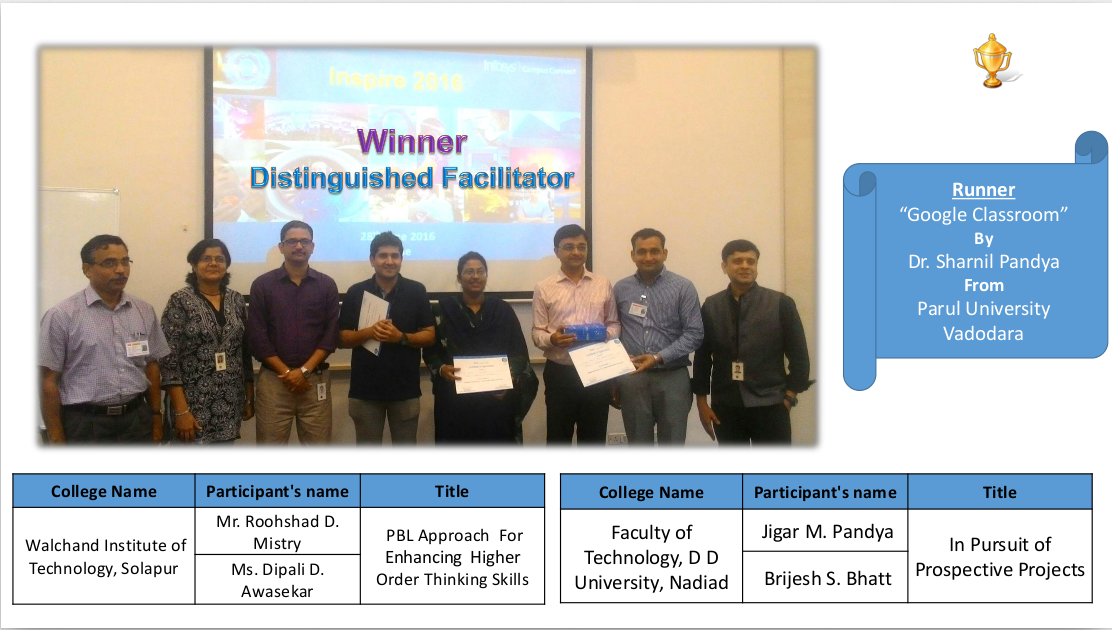 Inspire 2016
Infosys | Campus Connect
Winner
Distinguished Facilitator
2016
Runner
“Google Classroom”
By
Dr. Sharnil Pandya
From
Parul University
Vadodara
College Name Participant's name Title
Walchand Institute of
Technology, Solapur
Mr. Roohshad D.
Mistry
Ms. Dipali D.
Awasekar
PBL Approach For
Enhancing Higher
Order Thinking Skills
College Name Participant's name Title
Faculty of
Technology, D D
University, Nadiad
Jigar M. Pandya
Brijesh S. Bhatt
In Pursuit of
Prospective Projects